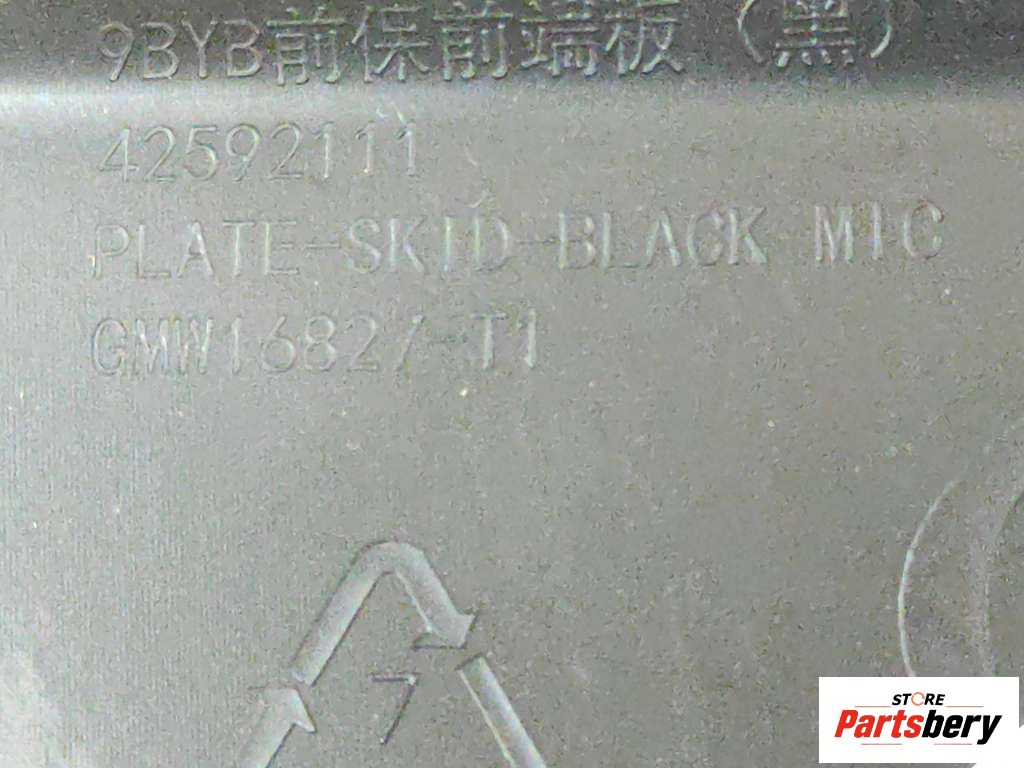 9BYB前保前端板(黑)
42592111
PLATE-SKID-BLACK MIC
GMW16827-T1
7
STORE
Partsbery